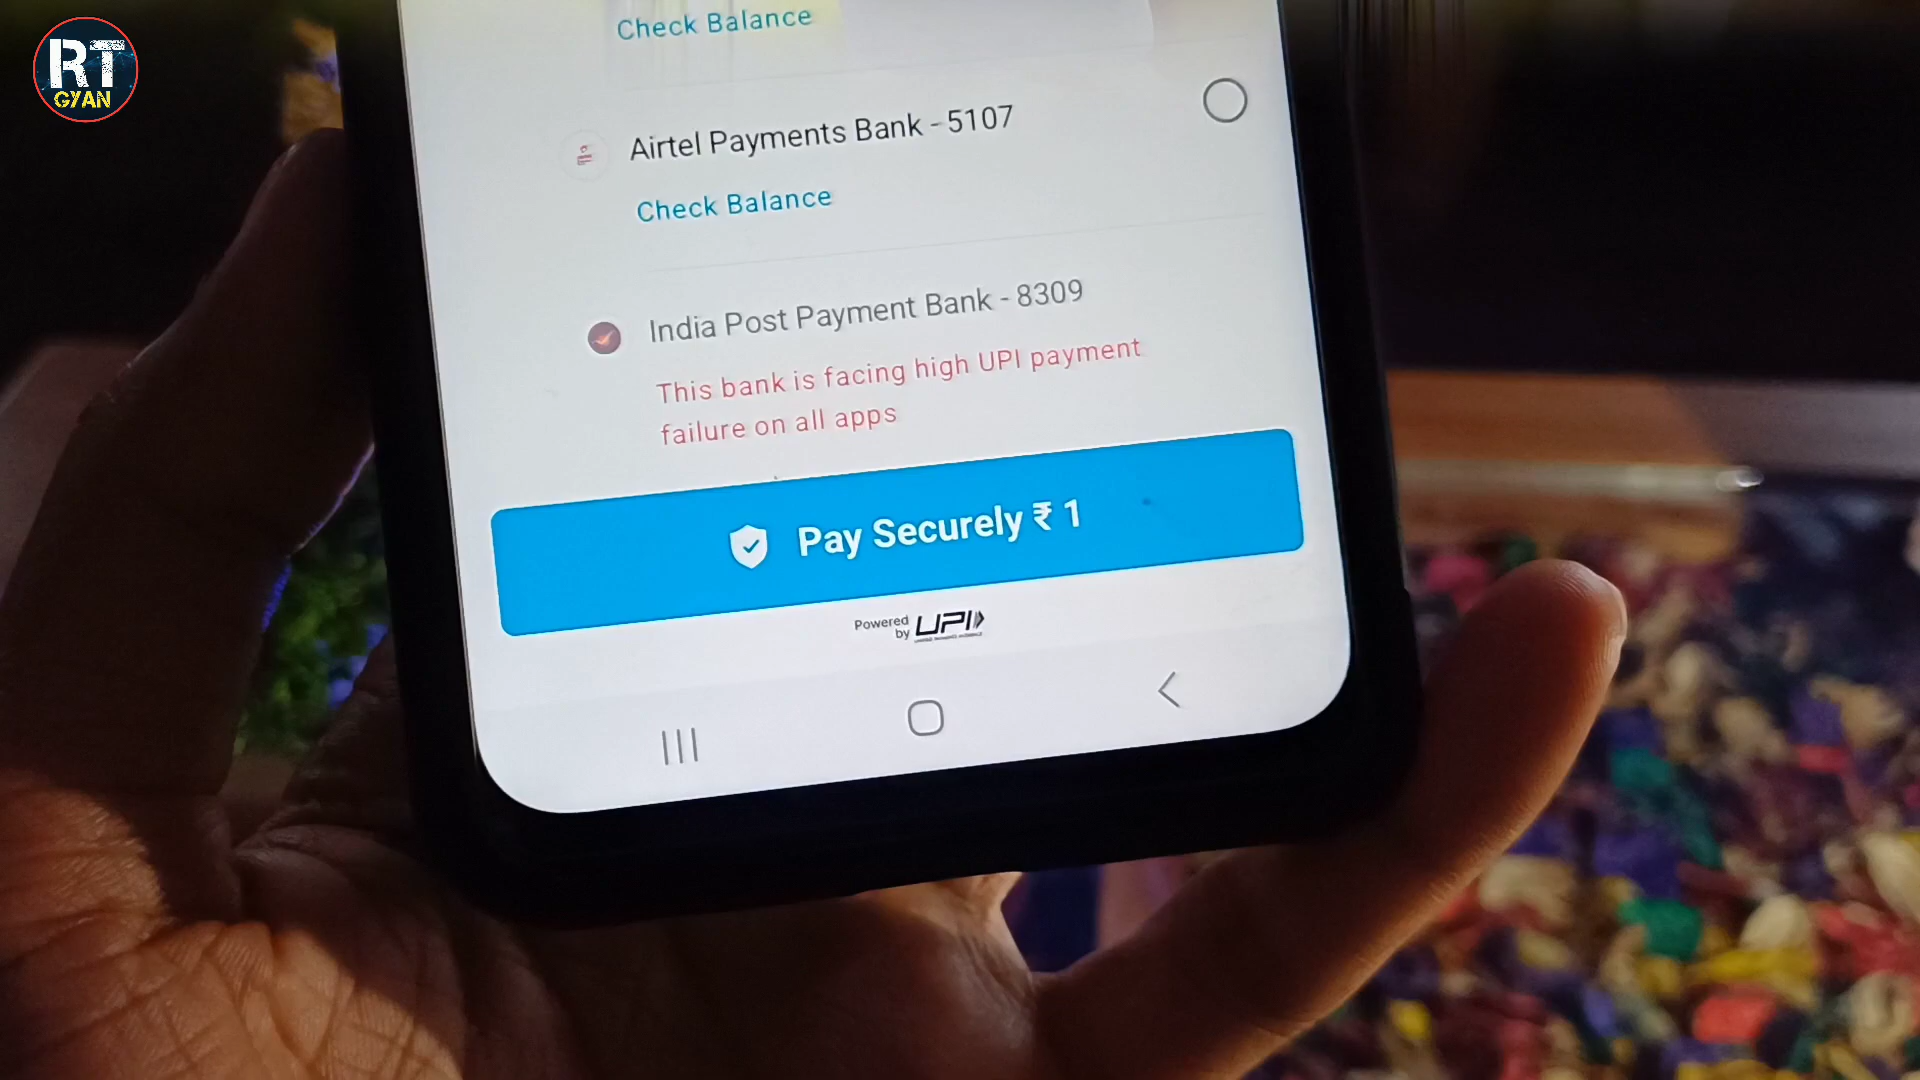 RT
GYAN
Check Balance
Airtel Payments Bank - 5107
Check Balance
India Post Payment Bank - 8309
This bank is facing high UPI payment
failure on all apps
Pay Securely ₹ 1
Powered
by UPI